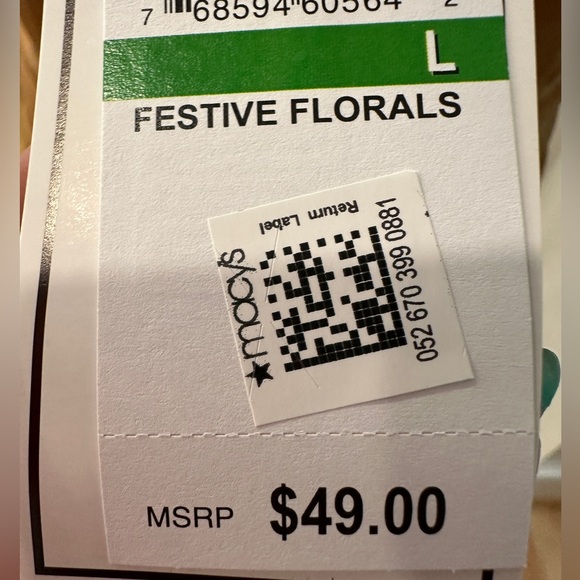 7 68594 60564 2
L
FESTIVE FLORALS
Return Label
★macy's
052 670 399 0881
MSRP $49.00